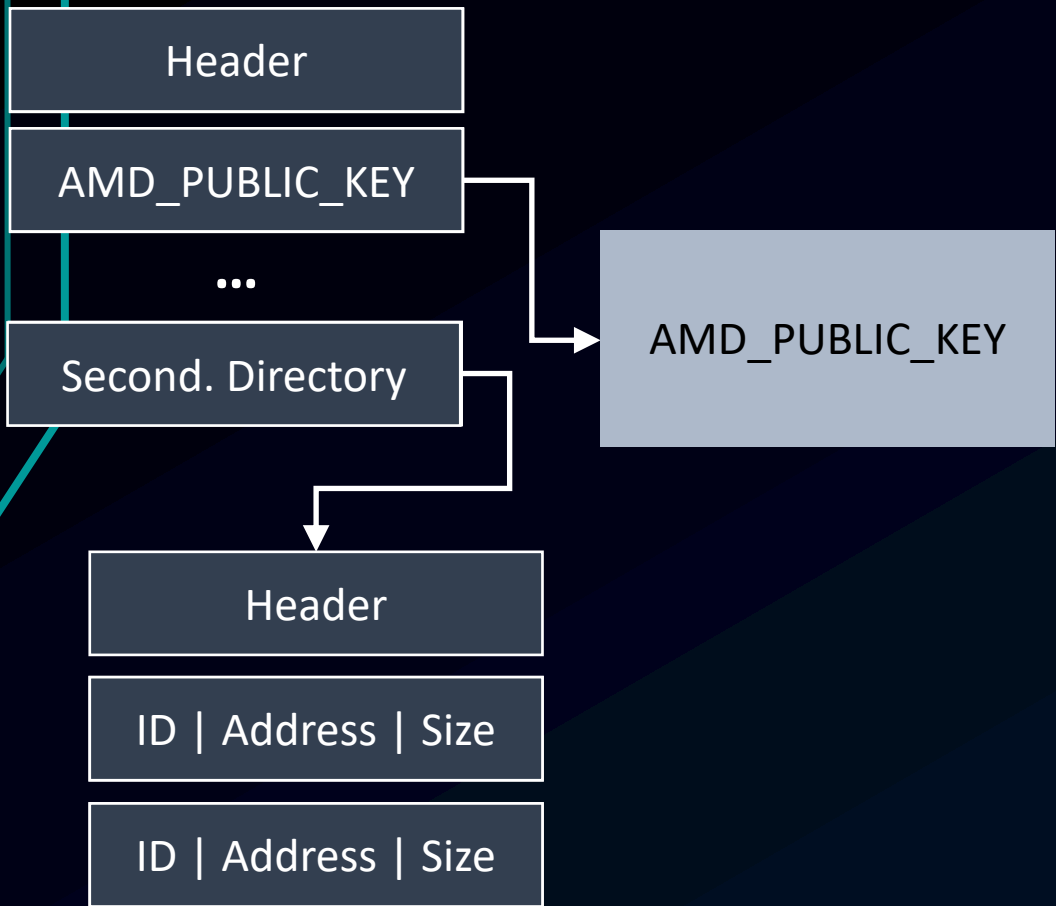 Header
AMD_PUBLIC_KEY
...
AMD_PUBLIC_KEY
Second. Directory
Header
ID | Address | Size
ID | Address | Size